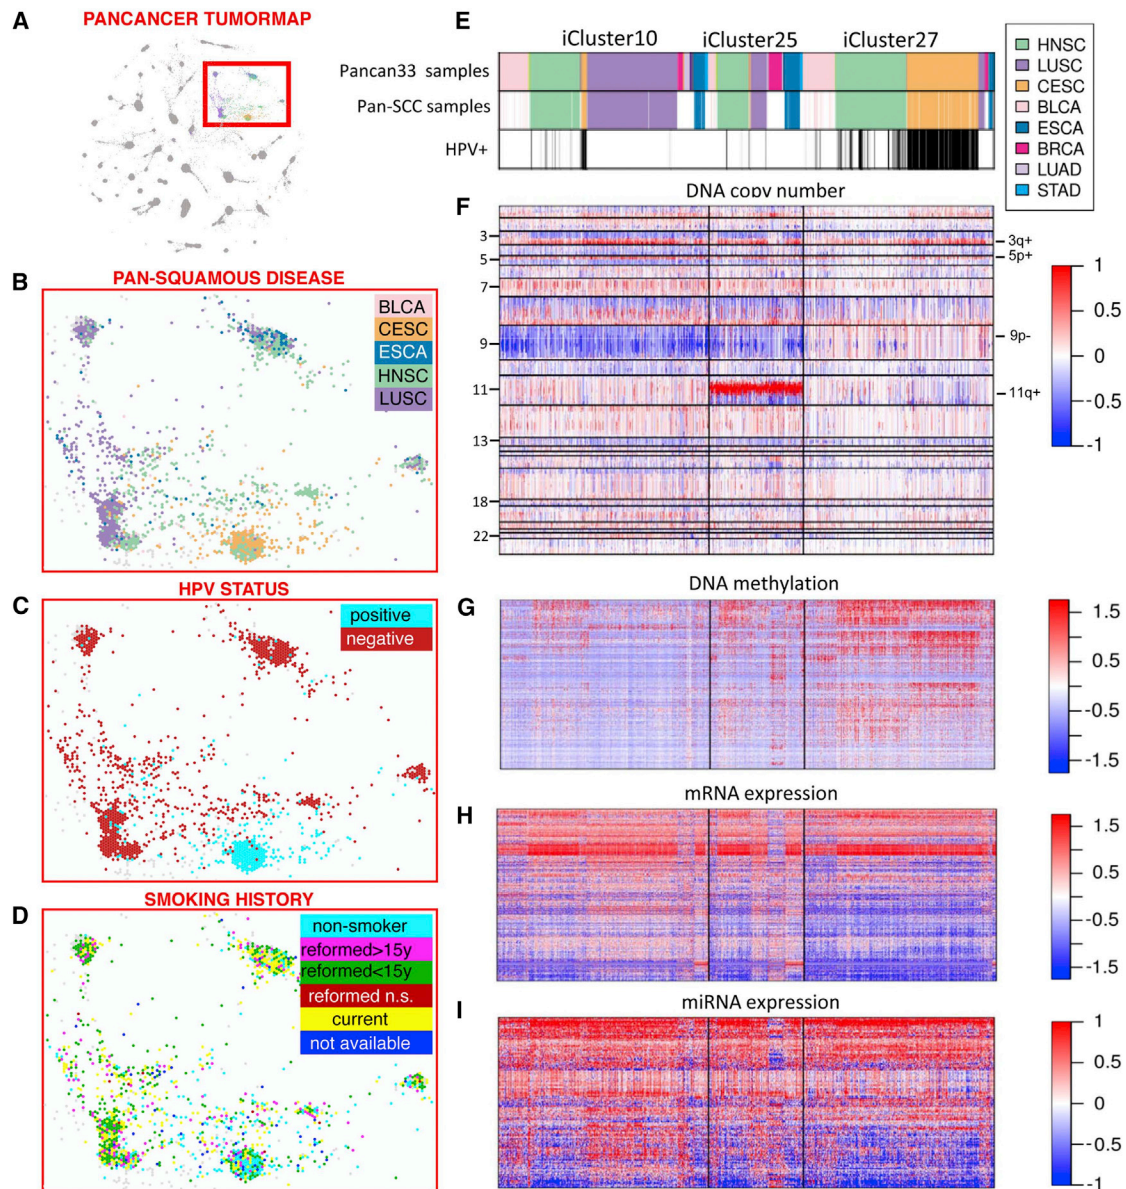 A
PANCANCER TUMORMAP
B
PAN-SQUAMOUS DISEASE
BLCA
CESC
ESCA
HNSC
LUSC
C
HPV STATUS
positive
negative
D
SMOKING HISTORY
non-smoker
reformed>15y
reformed<15y
reformed n.s.
current
not available
E
iCluster10 iCluster25 iCluster27
Pancan33 samples
Pan-SCC samples
HPV+
HNSC
LUSC
CESC
BLCA
ESCA
BRCA
LUAD
STAD
F
DNA copy number
3
5
7
9
11
13
18
22
3q+
5p+
9p-
11q+
1
0.5
0
-0.5
-1
G
DNA methylation
1.5
0.5
-0.5
-1.5
H
mRNA expression
1.5
0.5
-0.5
-1.5
I
miRNA expression
1
0.5
0
-0.5
-1